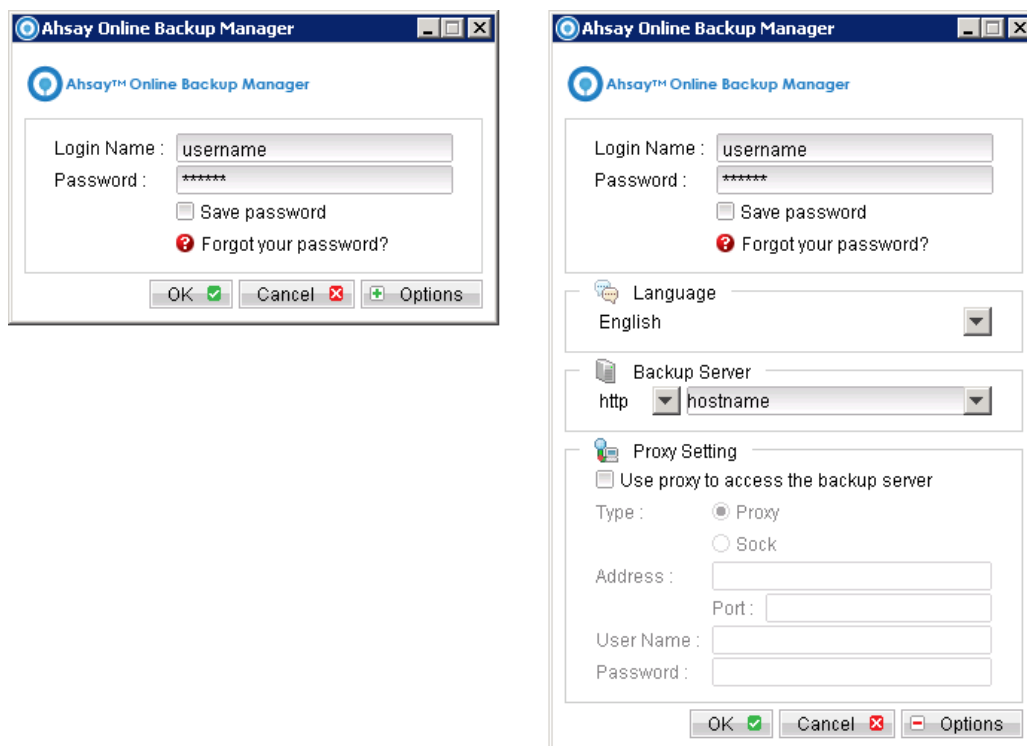 Ahsay Online Backup Manager
Ahsay™ Online Backup Manager
Login Name : username
Password : ******
Save password
Forgot your password?
OK Cancel Options
Ahsay Online Backup Manager
Ahsay™ Online Backup Manager
Login Name : username
Password : ******
Save password
Forgot your password?
Language
English
Backup Server
http hostname
Proxy Setting
Use proxy to access the backup server
Type : Proxy
Sock
Address :
Port :
User Name :
Password :
OK Cancel Options